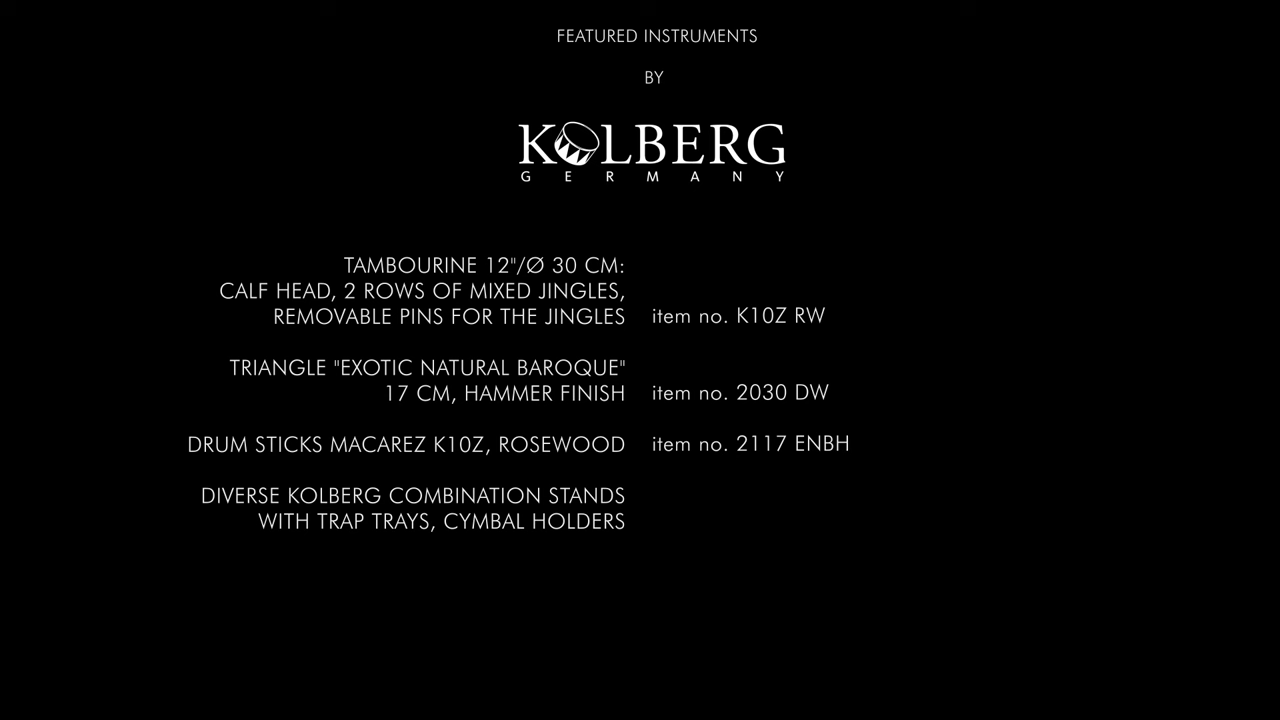 FEATURED INSTRUMENTS
BY
KOLBERG
GERMANY
TAMBOURINE 12"/Ø 30 CM:
CALF HEAD, 2 ROWS OF MIXED JINGLES,
REMOVABLE PINS FOR THE JINGLES item no. K10Z RW
TRIANGLE "EXOTIC NATURAL BAROQUE"
17 CM, HAMMER FINISH item no. 2030 DW
DRUM STICKS MACAREZ K10Z, ROSEWOOD item no. 2117 ENBH
DIVERSE KOLBERG COMBINATION STANDS
WITH TRAP TRAYS, CYMBAL HOLDERS